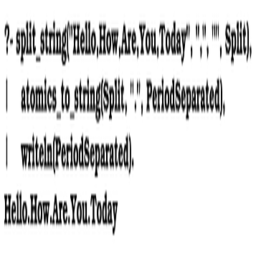 ?- split_string("Hello,How,Are,You,Today", ",", "", Split),
|    atomics_to_string(Split, ".", PeriodSeparated),
|    writeln(PeriodSeparated).
Hello.How.Are.You.Today